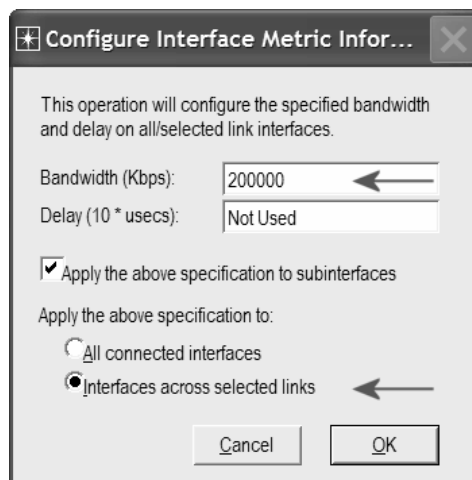 Configure Interface Metric Infor...
This operation will configure the specified bandwidth
and delay on all/selected link interfaces.
Bandwidth (Kbps): 200000
Delay (10 * usecs): Not Used
Apply the above specification to subinterfaces
Apply the above specification to:
All connected interfaces
Interfaces across selected links
Cancel OK